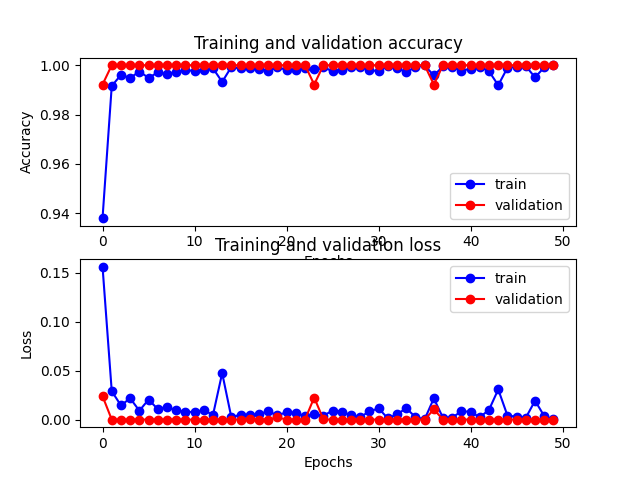 Training and validation accuracy
1.00
0.98
0.96
0.94
Accuracy
train
validation
0 10 20 30 40 50
Epochs
Training and validation loss
0.15
0.10
0.05
0.00
Loss
train
validation
0 10 20 30 40 50
Epochs